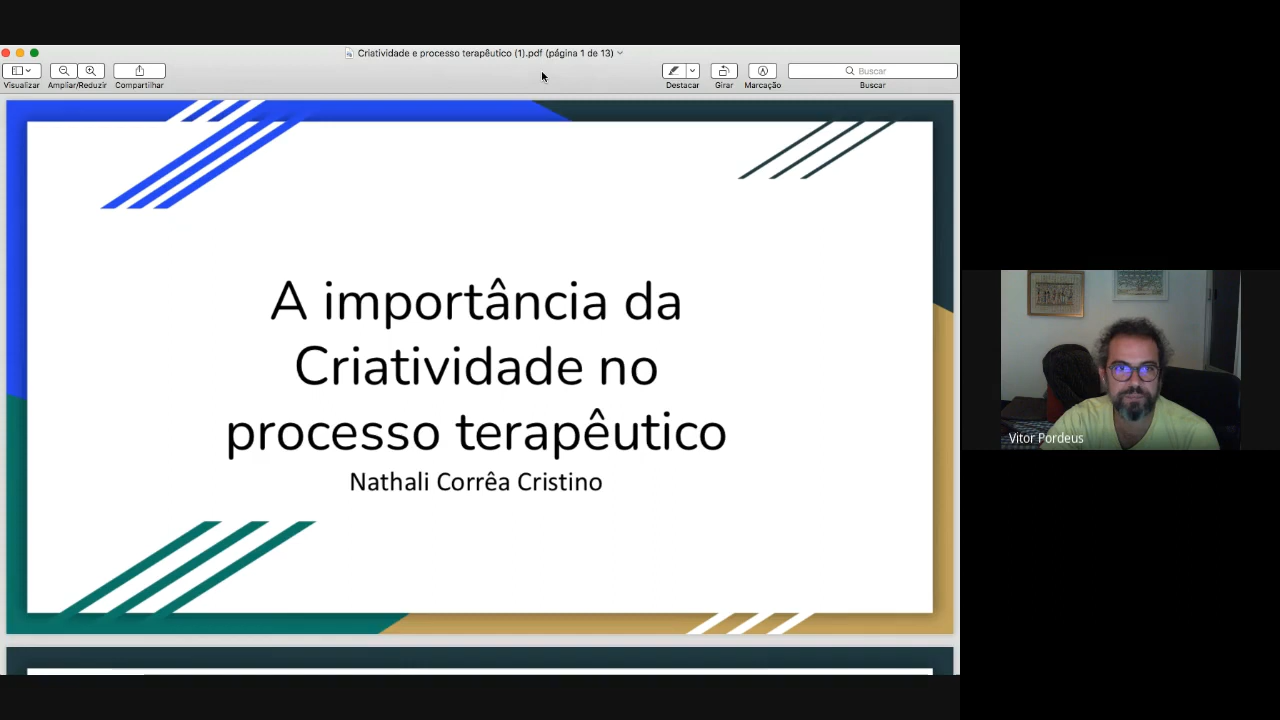 Criatividade e processo terapêutico (1).pdf (página 1 de 13)
Visualizar
Ampliar/Reduzir
Compartilhar
Destacar
Girar
Marcação
Buscar
Buscar
A importância da
Criatividade no
processo terapêutico
Nathali Corrêa Cristino
Vitor Pordeus